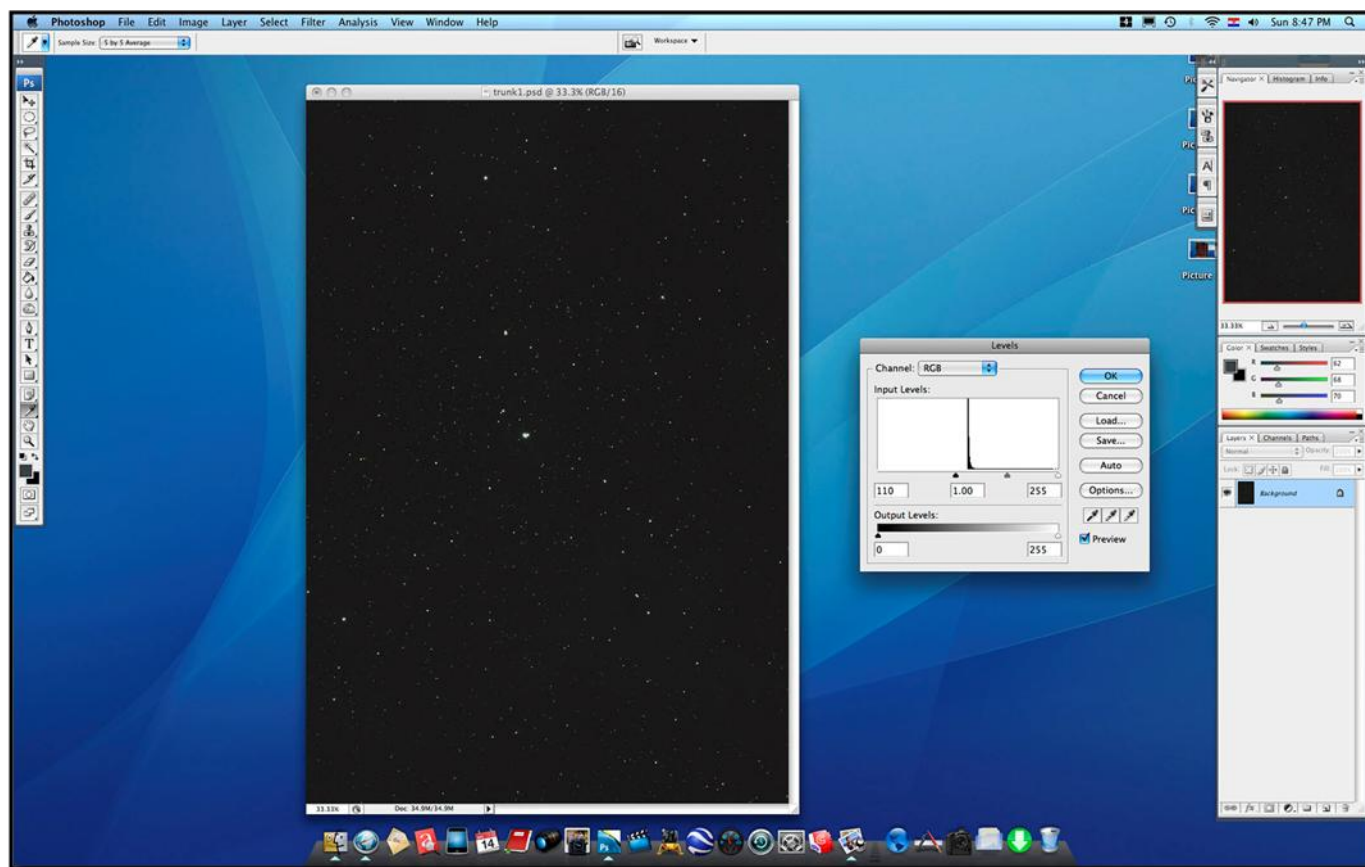 Photoshop File Edit Image Layer Select Filter Analysis View Window Help Sun 8:47 PM
Sample Size: 5 by 5 Average Workspace
Ps
trunk1.psd @ 33.3% (RGB/16)
33.33% Doc: 34.9M/34.9M
Picture
Navigator Histogram Info
33.33%
Color Swatches Styles
R 62
G 68
B 70
Layers Channels Paths
Normal Opacity:
Lock: Fill:
Background
Levels
Channel: RGB
OK
Input Levels:
Cancel
Load...
Save...
Auto
110 1.00 255
Options...
Output Levels:
Preview
0 255
14